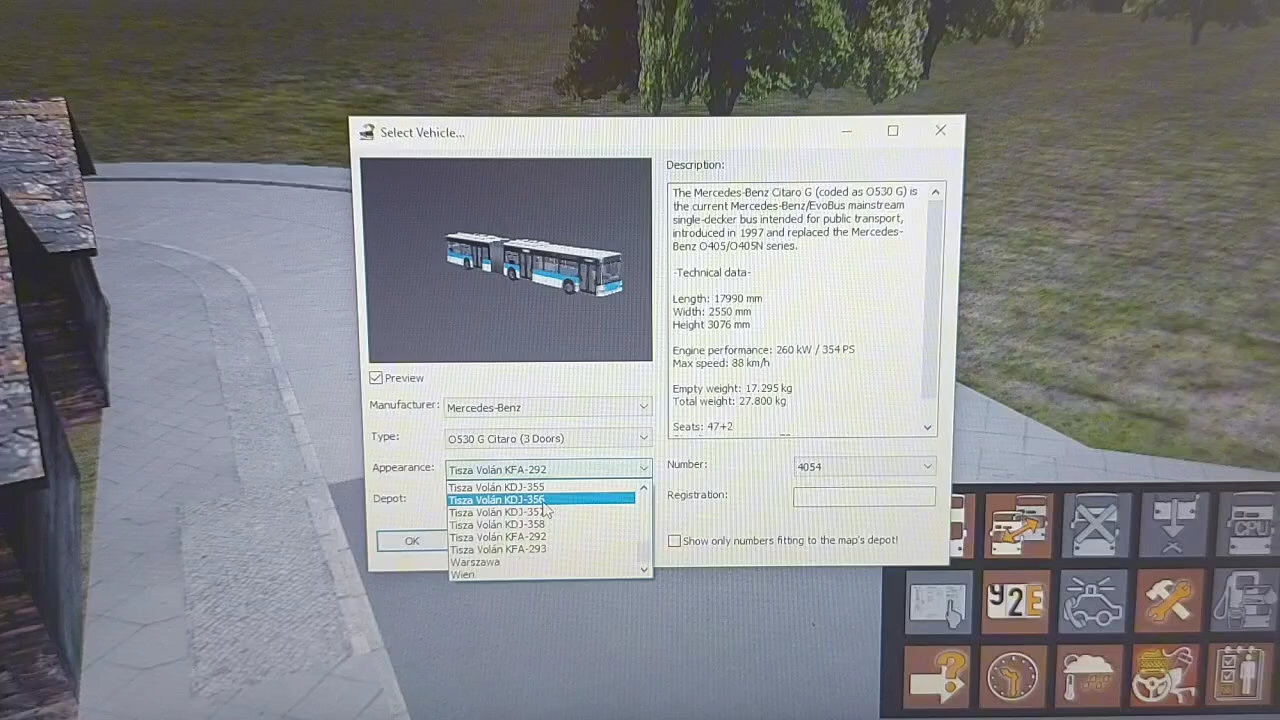 Select Vehicle...
Description:
The Mercedes-Benz Citaro G (coded as O530 G) is
the current Mercedes-Benz/EvoBus mainstream
single-decker bus intended for public transport,
introduced in 1997 and replaced the Mercedes-
Benz O405/O405N series.
-Technical data-
Length: 17990 mm
Width: 2550 mm
Height 3076 mm
Engine performance: 260 kW / 354 PS
Max speed: 88 km/h
Empty weight: 17.295 kg
Total weight: 27.800 kg
Seats: 47+2
Preview
Manufacturer: Mercedes-Benz
Type: O530 G Citaro (3 Doors)
Appearance: Tisza Volán KFA-292
Tisza Volán KDJ-355
Tisza Volán KDJ-356
Tisza Volán KDJ-357
Tisza Volán KDJ-358
Tisza Volán KFA-292
Tisza Volán KFA-293
Warszawa
Wien
Depot:
OK
Number: 4054
Registration:
Show only numbers fitting to the map's depot!
CPU
92E